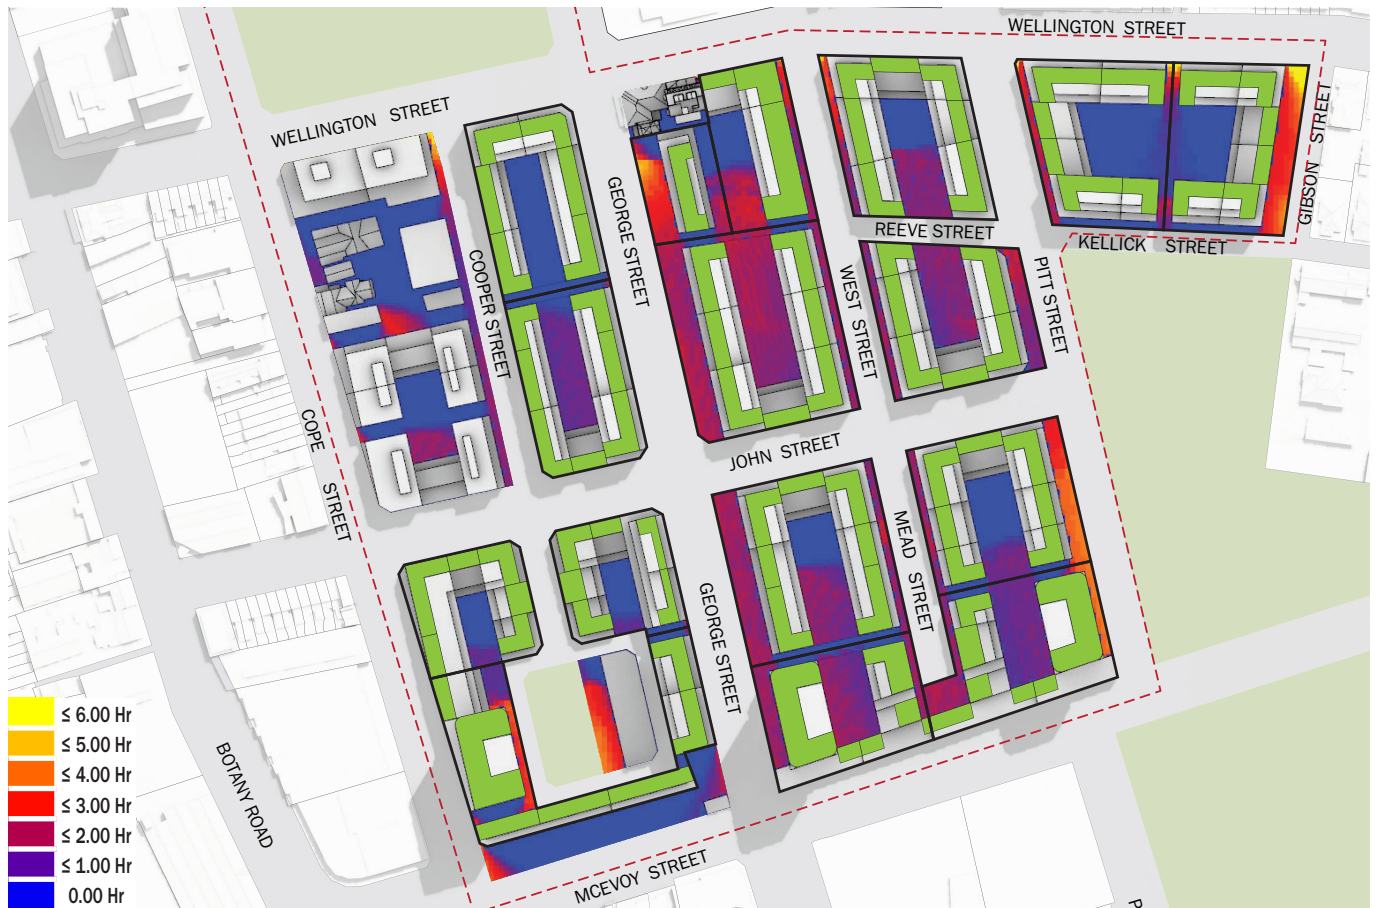 WELLINGTON STREET
WELLINGTON STREET
GEORGE STREET
COOPER STREET
WEST STREET
REEVE STREET
PITT STREET
KELLICK STREET
GIBSON STREET
COPE STREET
JOHN STREET
MEAD STREET
GEORGE STREET
BOTANY ROAD
MCEVOY STREET
≤ 6.00 Hr
≤ 5.00 Hr
≤ 4.00 Hr
≤ 3.00 Hr
≤ 2.00 Hr
≤ 1.00 Hr
0.00 Hr